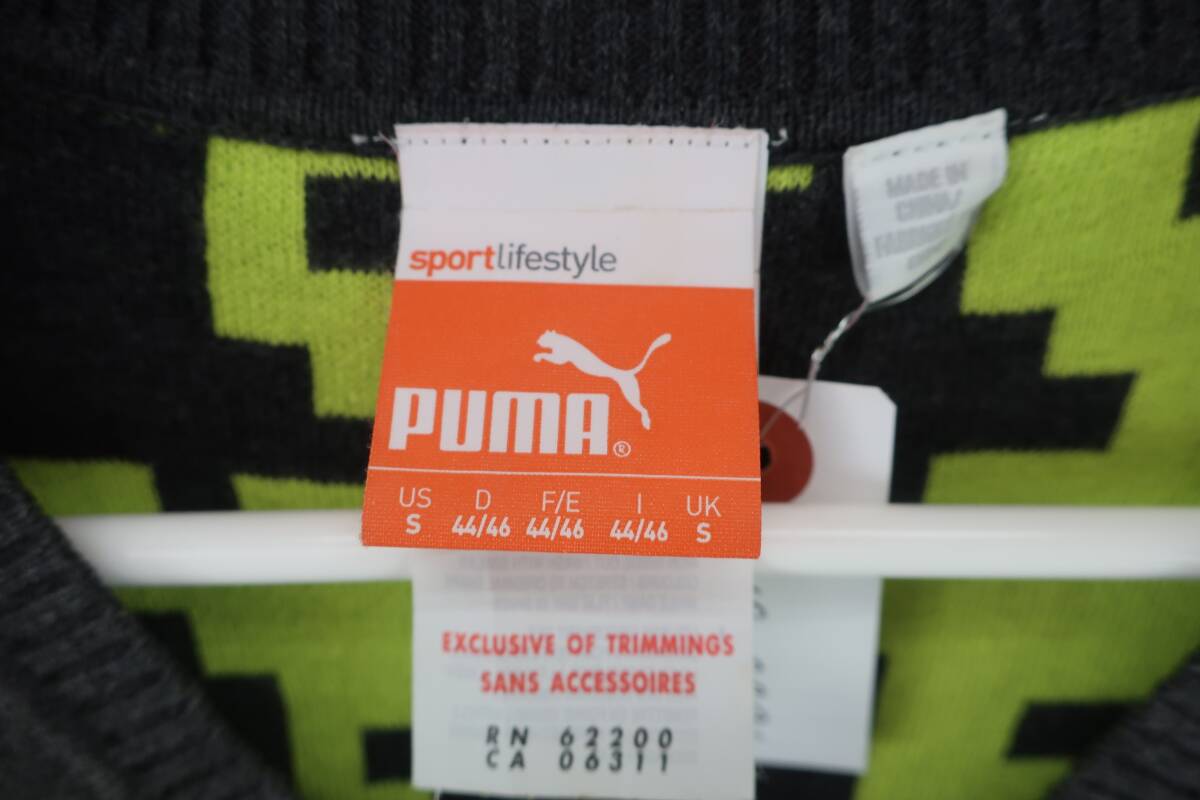 sportlifestyle
PUMA®
US D F/E I UK
S 44/46 44/46 44/46 S
MADE IN
CHINA/
EXCLUSIVE OF TRIMMINGS
SANS ACCESSOIRES
RN 62200
CA 06311